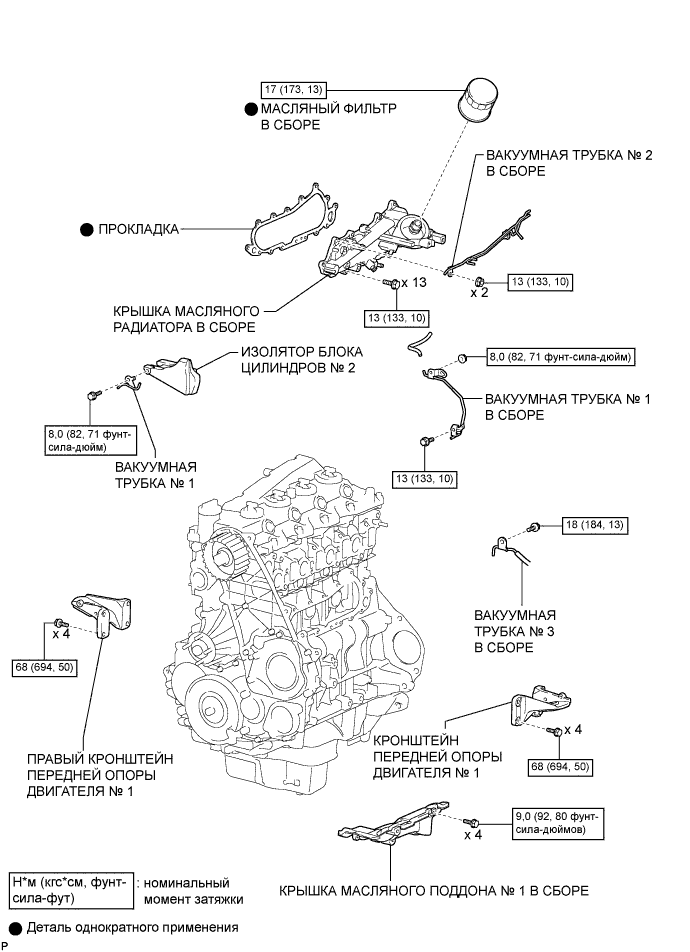 17 (173, 13)
МАСЛЯНЫЙ ФИЛЬТР
В СБОРЕ
ВАКУУМНАЯ ТРУБКА № 2
В СБОРЕ
ПРОКЛАДКА
x 13
x 2
13 (133, 10)
КРЫШКА МАСЛЯНОГО
РАДИАТОРА В СБОРЕ
13 (133, 10)
ИЗОЛЯТОР БЛОКА
ЦИЛИНДРОВ № 2
8,0 (82, 71 фунт-сила-дюйм)
ВАКУУМНАЯ ТРУБКА № 1
В СБОРЕ
8,0 (82, 71 фунт-
сила-дюйм)
ВАКУУМНАЯ
ТРУБКА № 1
13 (133, 10)
18 (184, 13)
ВАКУУМНАЯ
ТРУБКА № 3
В СБОРЕ
x 4
68 (694, 50)
x 4
68 (694, 50)
ПРАВЫЙ КРОНШТЕЙН
ПЕРЕДНЕЙ ОПОРЫ
ДВИГАТЕЛЯ № 1
КРОНШТЕЙН
ПЕРЕДНЕЙ ОПОРЫ
ДВИГАТЕЛЯ № 1
9,0 (92, 80 фунт-
сила-дюймов)
x 4
КРЫШКА МАСЛЯНОГО ПОДДОНА № 1 В СБОРЕ
Н*м (кгс*см, фунт-
сила-фут)
: номинальный
момент затяжки
Деталь однократного применения
P